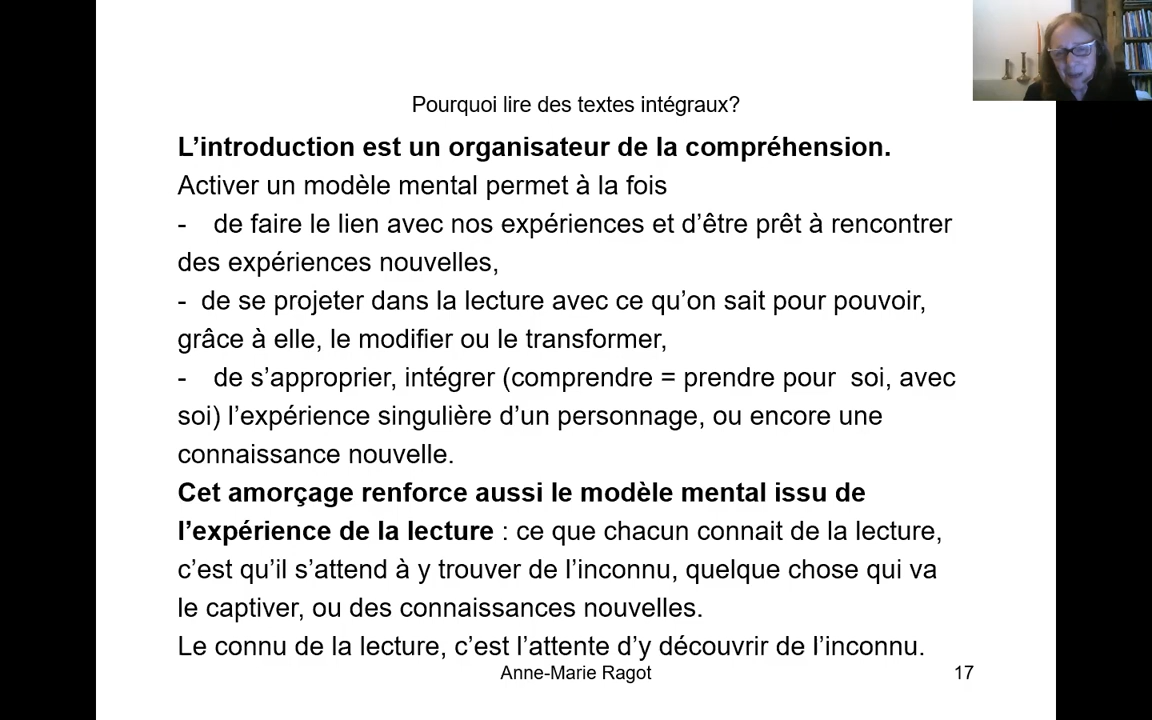 Pourquoi lire des textes intégraux?
L’introduction est un organisateur de la compréhension.
Activer un modèle mental permet à la fois
- de faire le lien avec nos expériences et d’être prêt à rencontrer
des expériences nouvelles,
- de se projeter dans la lecture avec ce qu’on sait pour pouvoir,
grâce à elle, le modifier ou le transformer,
- de s’approprier, intégrer (comprendre = prendre pour soi, avec
soi) l’expérience singulière d’un personnage, ou encore une
connaissance nouvelle.
Cet amorçage renforce aussi le modèle mental issu de
l’expérience de la lecture : ce que chacun connait de la lecture,
c’est qu’il s’attend à y trouver de l’inconnu, quelque chose qui va
le captiver, ou des connaissances nouvelles.
Le connu de la lecture, c’est l’attente d’y découvrir de l’inconnu.
Anne-Marie Ragot
17